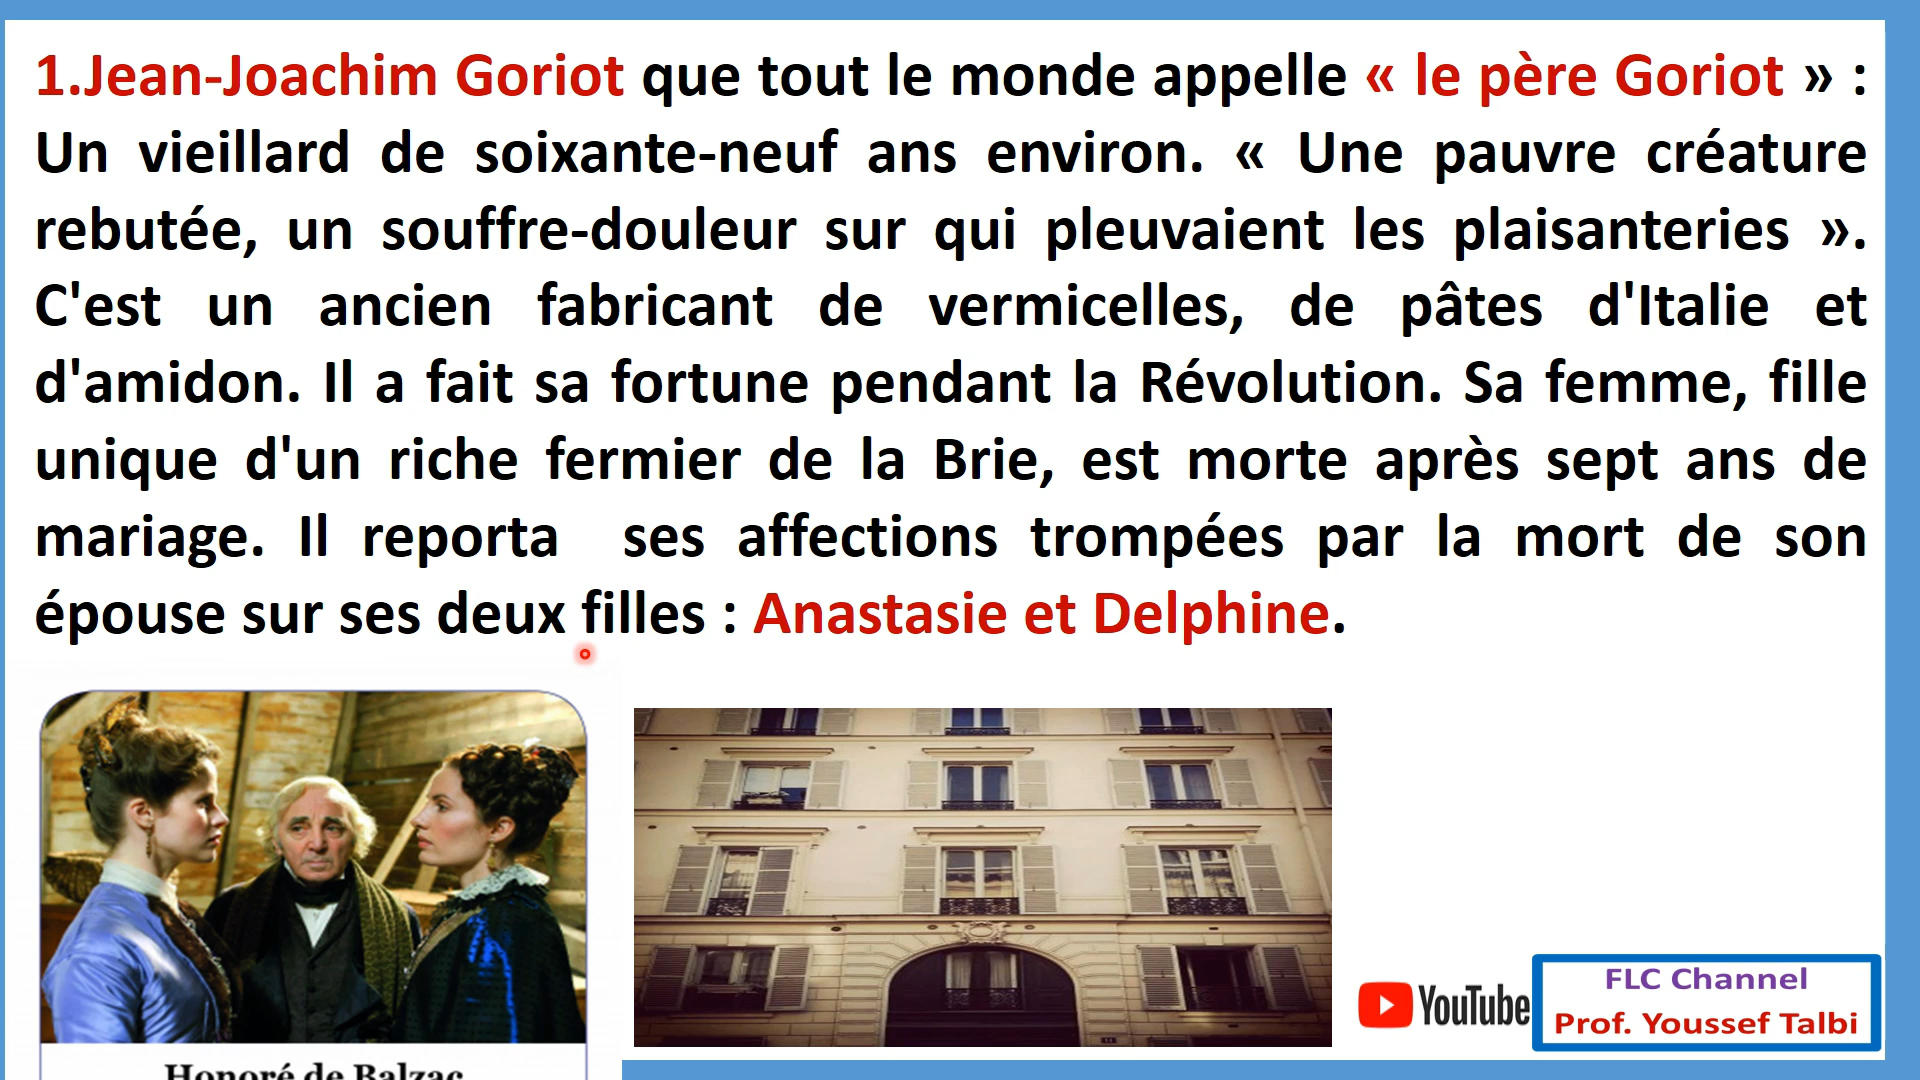 1.Jean-Joachim Goriot que tout le monde appelle « le père Goriot » :
Un vieillard de soixante-neuf ans environ. « Une pauvre créature
rebutée, un souffre-douleur sur qui pleuvaient les plaisanteries ».
C'est un ancien fabricant de vermicelles, de pâtes d'Italie et
d'amidon. Il a fait sa fortune pendant la Révolution. Sa femme, fille
unique d'un riche fermier de la Brie, est morte après sept ans de
mariage. Il reporta ses affections trompées par la mort de son
épouse sur ses deux filles : Anastasie et Delphine.
Honoré de Balzac
YouTube
FLC Channel
Prof. Youssef Talbi